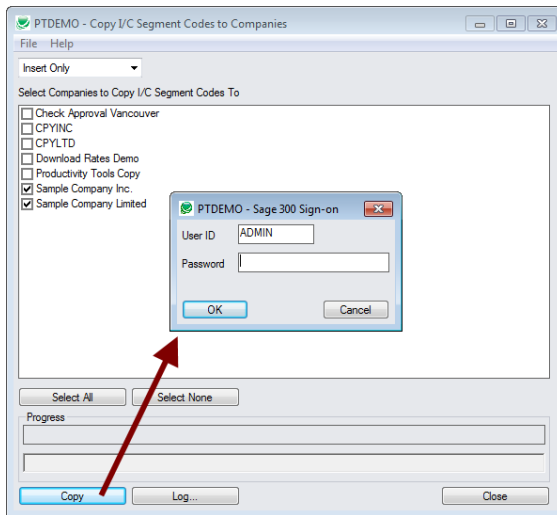 PTDEMO - Copy I/C Segment Codes to Companies
File Help
Insert Only
Select Companies to Copy I/C Segment Codes To
Check Approval Vancouver
CPYINC
CPYLTD
Download Rates Demo
Productivity Tools Copy
Sample Company Inc.
Sample Company Limited
PTDEMO - Sage 300 Sign-on
User ID ADMIN
Password
OK Cancel
Select All Select None
Progress
Copy Log... Close